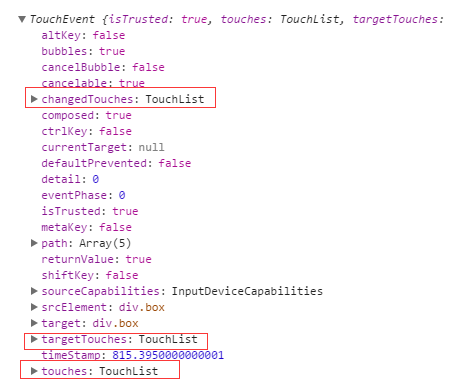 ▼ TouchEvent {isTrusted: true, touches: TouchList, targetTouches:
altKey: false
bubbles: true
cancelBubble: false
cancelable: true
▶ changedTouches: TouchList
composed: true
ctrlKey: false
currentTarget: null
defaultPrevented: false
detail: 0
eventPhase: 0
isTrusted: true
metaKey: false
▶ path: Array(5)
returnValue: true
shiftKey: false
▶ sourceCapabilities: InputDeviceCapabilities
▶ srcElement: div.box
▶ target: div.box
▶ targetTouches: TouchList
timeStamp: 815.3950000000001
▶ touches: TouchList